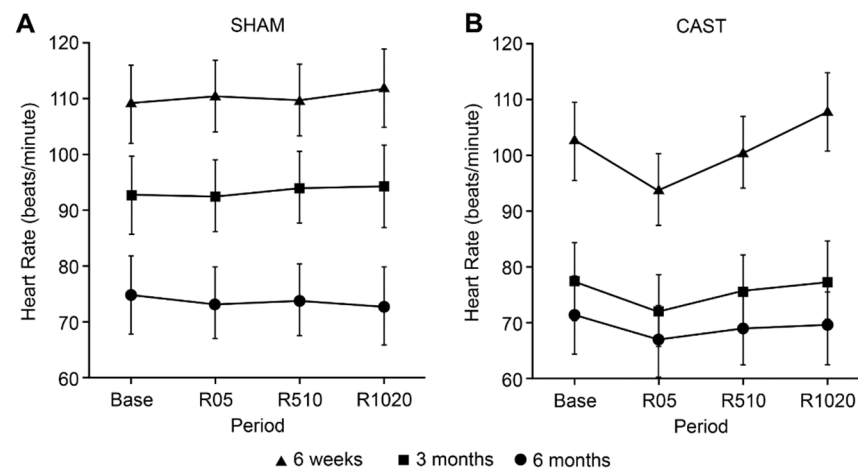 A
SHAM
Heart Rate (beats/minute)
120
110
100
90
80
70
60
Base R05 R510 R1020
Period
B
CAST
Heart Rate (beats/minute)
120
110
100
90
80
70
60
Base R05 R510 R1020
Period
6 weeks 3 months 6 months